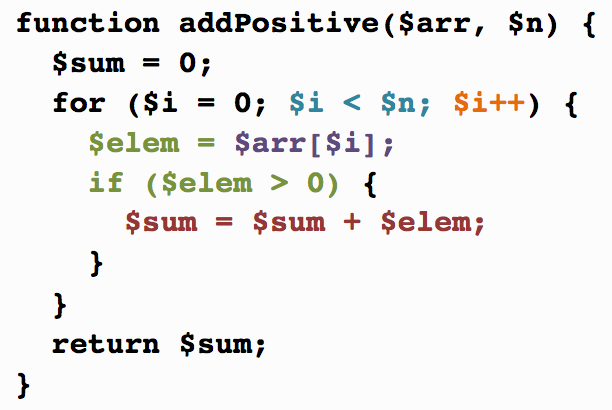 function addPositive($arr, $n) {
$sum = 0;
for ($i = 0; $i < $n; $i++) {
$elem = $arr[$i];
if ($elem > 0) {
$sum = $sum + $elem;
}
}
return $sum;
}